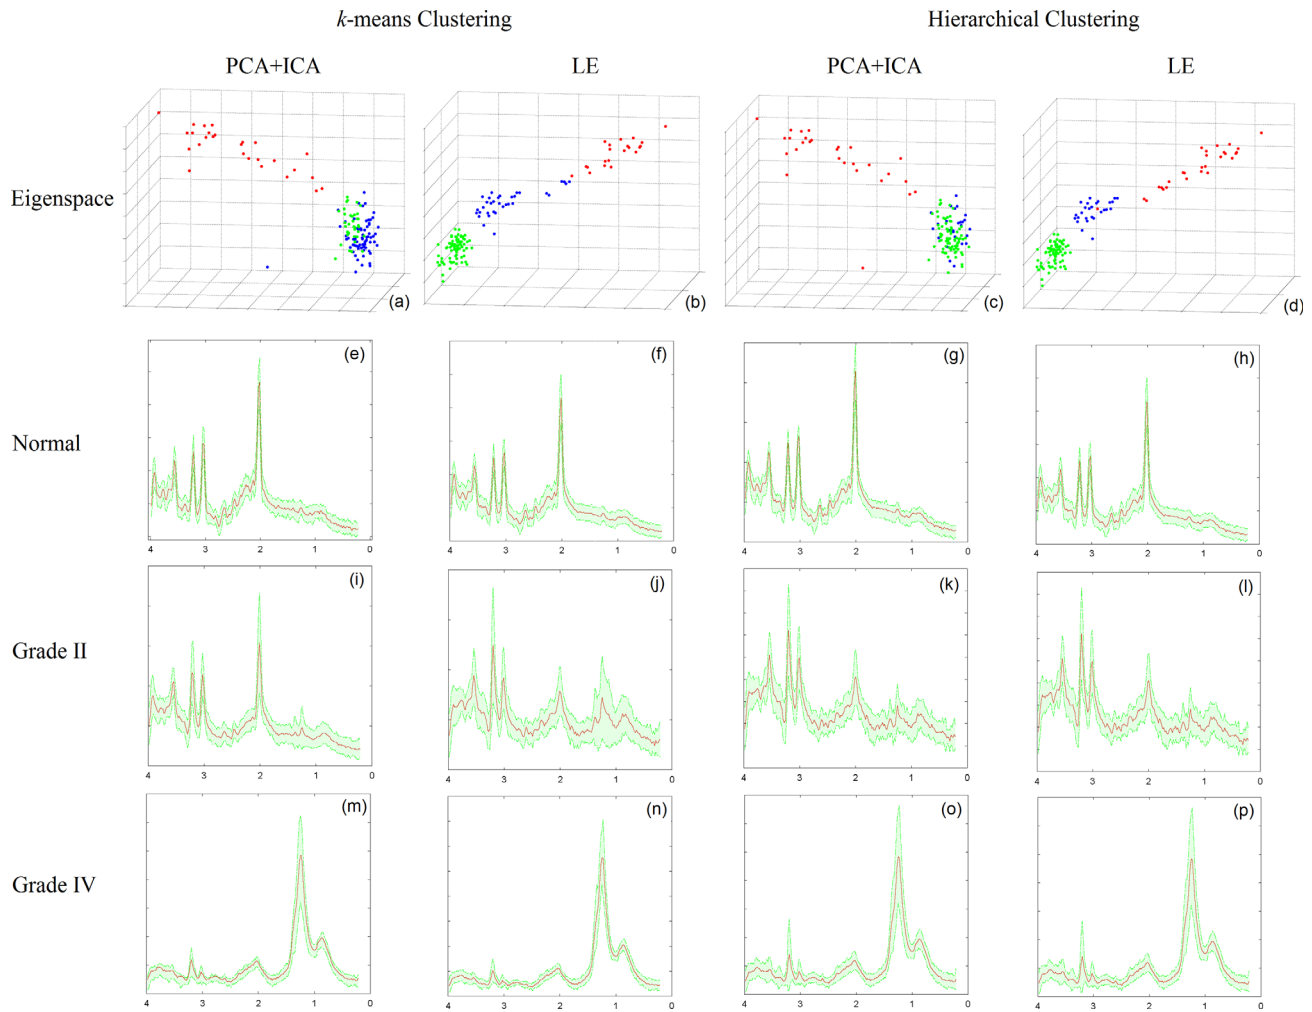 k-means Clustering Hierarchical Clustering
PCA+ICA LE PCA+ICA LE
Eigenspace
(a) (b) (c) (d)
Normal
(e) (f) (g) (h)
4 3 2 1 0 4 3 2 1 0 4 3 2 1 0 4 3 2 1 0
Grade II
(i) (j) (k) (l)
4 3 2 1 0 4 3 2 1 0 4 3 2 1 0 4 3 2 1 0
Grade IV
(m) (n) (o) (p)
4 3 2 1 0 4 3 2 1 0 4 3 2 1 0 4 3 2 1 0